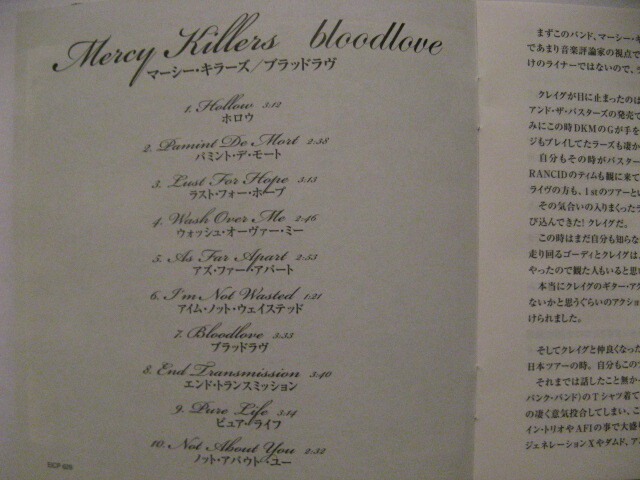 Mercy Killers bloodlove
マーシー・キラーズ／ブラッドラヴ
1. Hollow 3:12
ホロウ
2. Pamint De Mort 2:38
パミント・デ・モート
3. Lust For Hope 3:13
ラスト・フォー・ホープ
4. Wash Over Me 2:46
ウォッシュ・オーヴァー・ミー
5. As Far Apart 2:53
アズ・ファー・アパート
6. I'm Not Wasted 1:21
アイム・ノット・ウェイステッド
7. Bloodlove 3:33
ブラッドラヴ
8. End Transmission 3:40
エンド・トランスミッション
9. Pure Life 3:14
ピュア・ライフ
10. Not About You 2:32
ノット・アバウト・ユー
まずこのバンド、マーシー・キ
であまり音楽評論家の視点で
けのライナーではないので、
クレイグが目に止まったのは
アンド・ザ・バスターズの発売で
みにこの時DKMのGが手を
ジもプレイしてたラーズも凄か
自分もその時がバスター
RANCIDのティムも観に来て
ライヴの方も、1stのツアーとい
その気合いの入りまくったラ
び込んできた! クレイグだ。
この時はまだ自分も知らな
走り回るゴーディとクレイグは、
やったので観た人もいると思い
本当にクレイグのギター・アク
ないかと思うぐらいのアクショ
けられました。
そしてクレイグと仲良くなった
日本ツアーの時。自分もこのツ
それまでは話したこと無か
パンク・バンド)のTシャツ着て
の凄く意気投合してしまい、こ
イン・トリオやAFIの事で大盛り
ジェネレーションXやダムド、ア